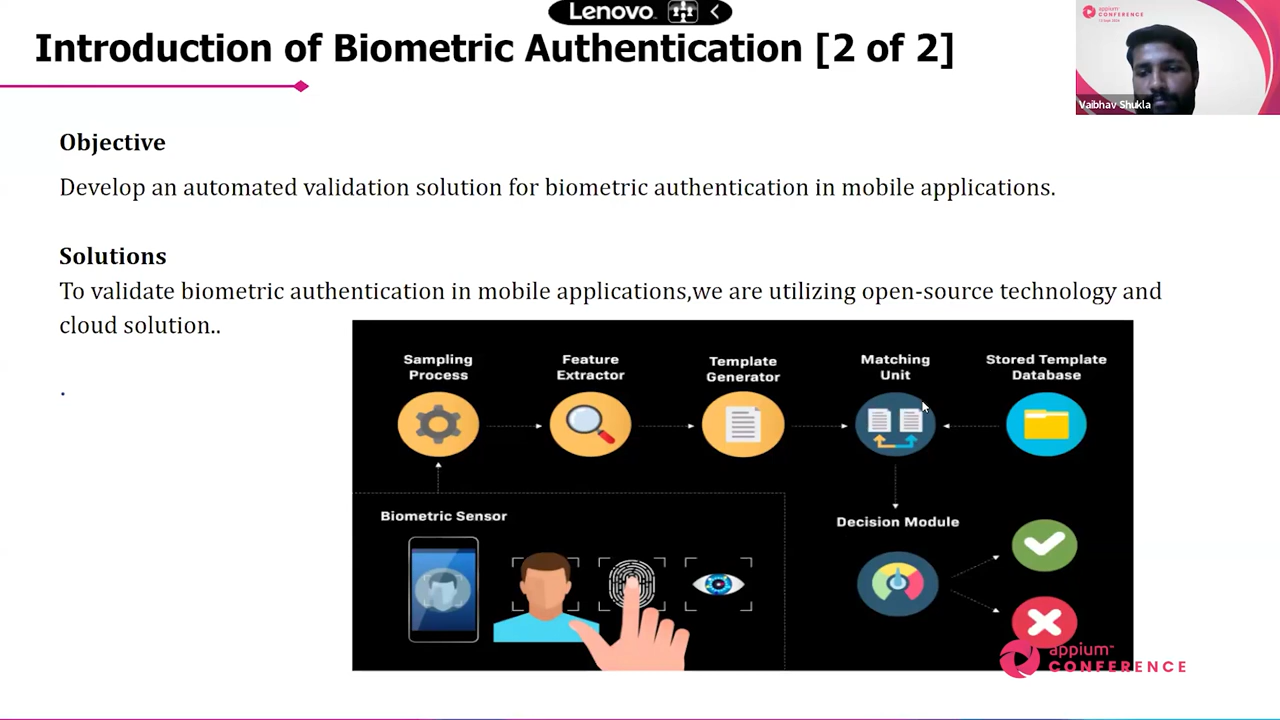 Lenovo
Introduction of Biometric Authentication [2 of 2]
appium
CONFERENCE
Vaibhav Shukla
Objective
Develop an automated validation solution for biometric authentication in mobile applications.
Solutions
To validate biometric authentication in mobile applications,we are utilizing open-source technology and
cloud solution..
.
Sampling
Process
Feature
Extractor
Template
Generator
Matching
Unit
Stored Template
Database
Biometric Sensor
Decision Module
appium
CONFERENCE